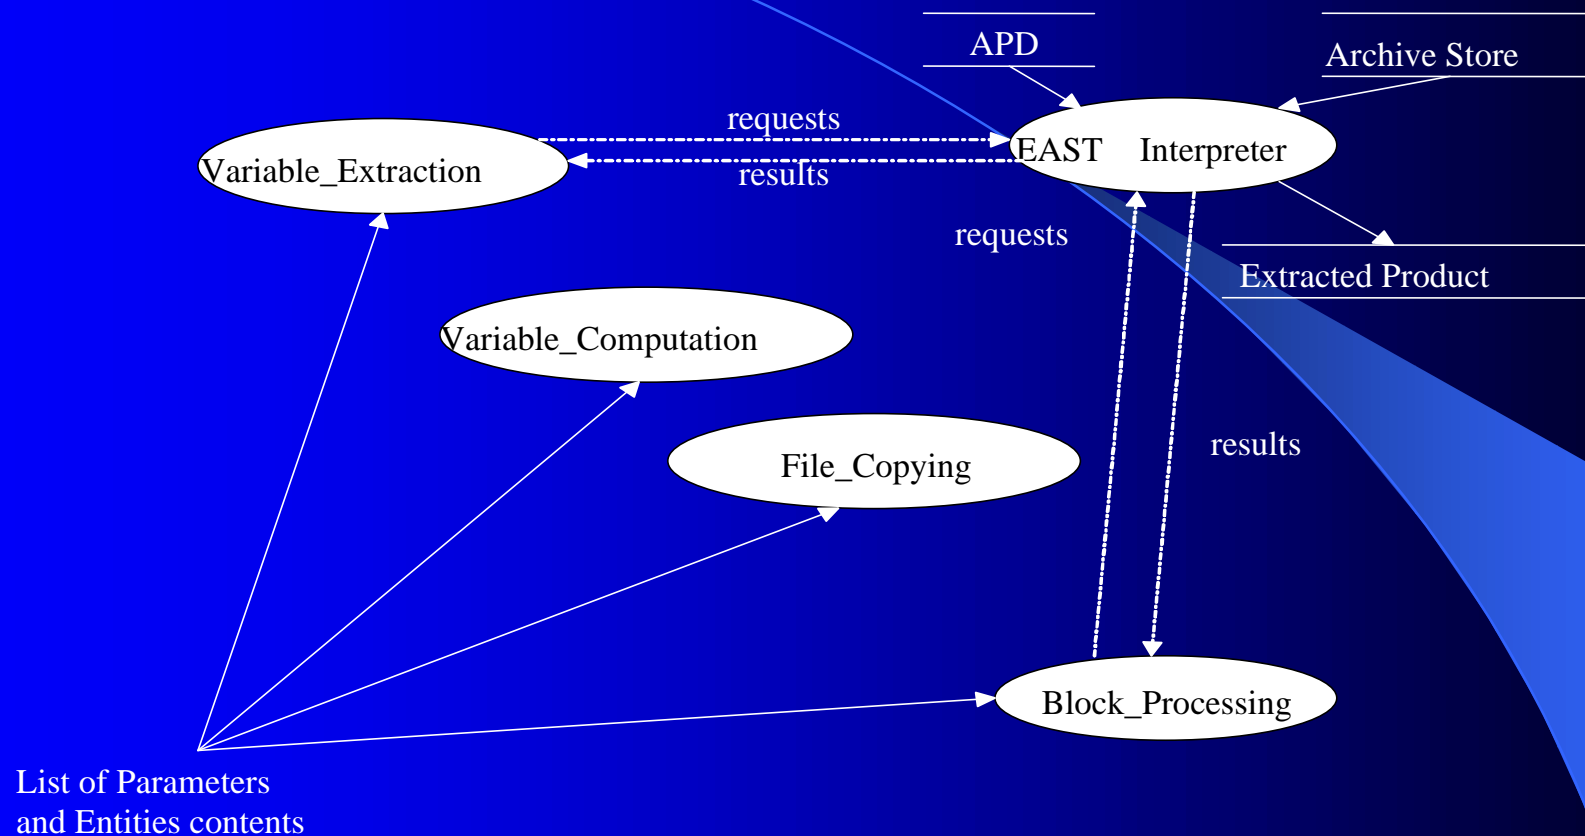 APD
Archive Store
requests
EAST Interpreter
Variable_Extraction
results
requests
Extracted Product
Variable_Computation
results
File_Copying
Block_Processing
List of Parameters
and Entities contents